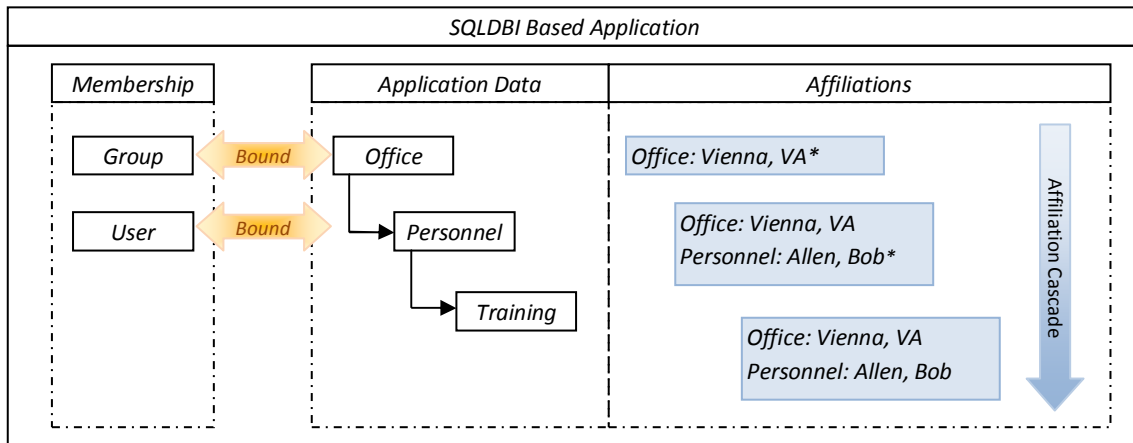 SQLDBI Based Application
Membership
Application Data
Affiliations
Group
Bound
Office
Office: Vienna, VA*
User
Bound
Personnel
Office: Vienna, VA
Personnel: Allen, Bob*
Training
Office: Vienna, VA
Personnel: Allen, Bob
Affiliation Cascade